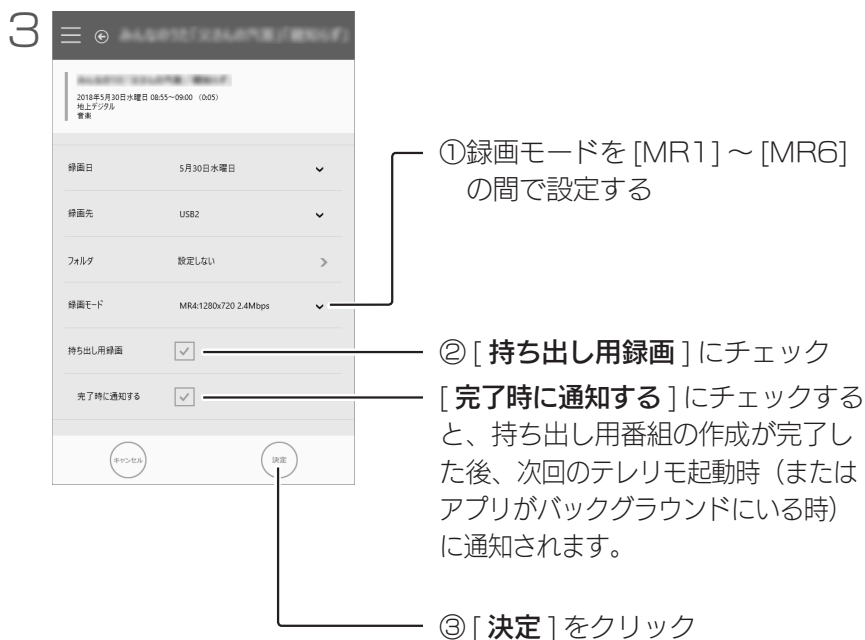 3
2018年5月30日水曜日 08:55～09:00 （0:05）
地上デジタル
音楽
録画日 5月30日水曜日
録画先 USB2
フォルダ 設定しない
録画モード MR4:1280x720 2.4Mbps
持ち出し用録画
完了時に通知する
キャンセル 決定
①録画モードを [MR1] ～ [MR6]
の間で設定する
② [ 持ち出し用録画 ] にチェック
[ 完了時に通知する ] にチェックする
と、持ち出し用番組の作成が完了し
た後、次回のテレリモ起動時（または
アプリがバックグラウンドにいる時）
に通知されます。
③ [ 決定 ] をクリック